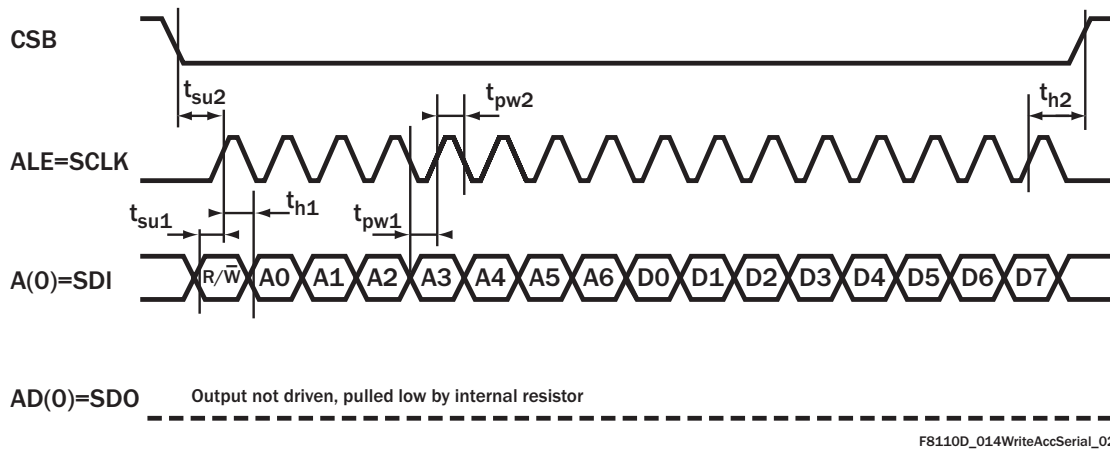 CSB
tsu2
tpw2
th2
ALE=SCLK
tsu1
th1
tpw1
A(0)=SDI
R/W̅ A0 A1 A2 A3 A4 A5 A6 D0 D1 D2 D3 D4 D5 D6 D7
AD(0)=SDO
Output not driven, pulled low by internal resistor
F8110D_014WriteAccSerial_02